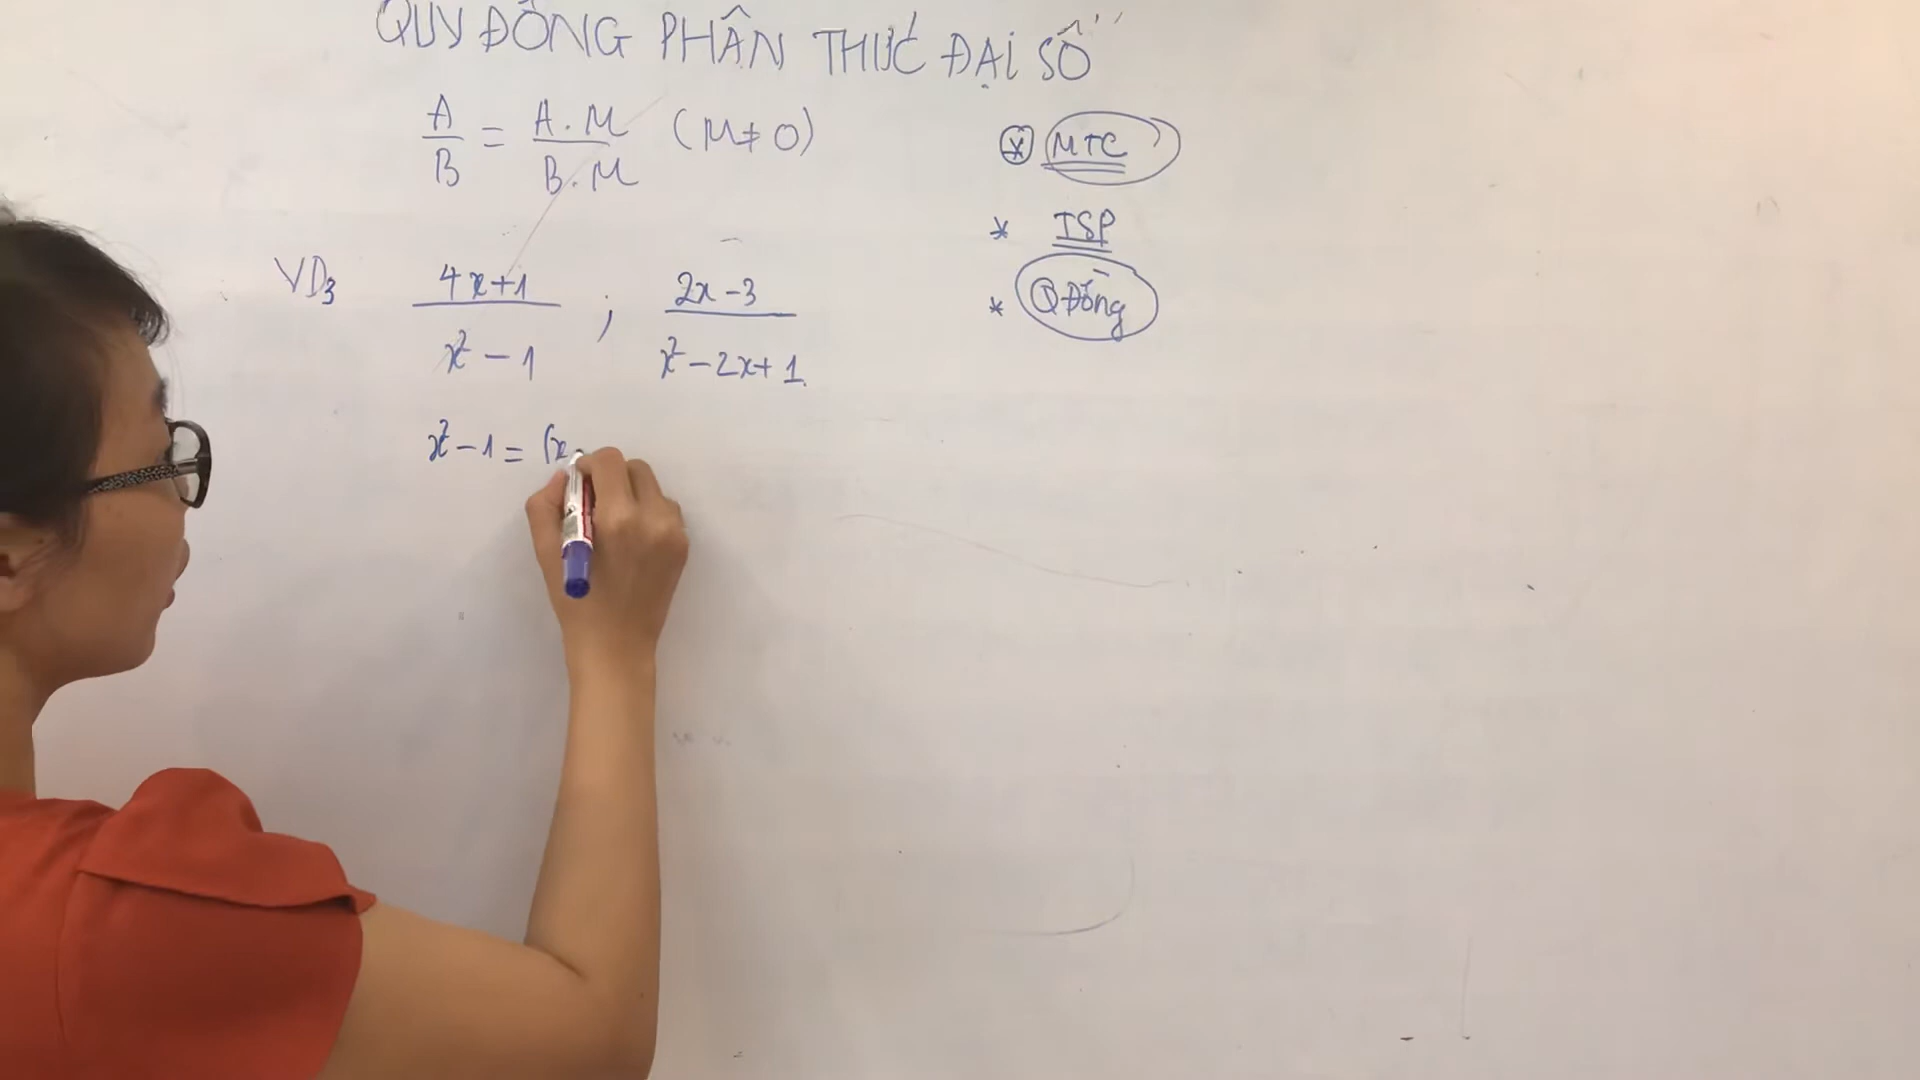 QUY ĐỒNG PHÂN THỨC ĐẠI SỐ"
A/B = A.M/B.M (M≠0)
* MTC
* TSP
* QĐồng
VD₃ 4x+1/x²-1 ; 2x-3/x²-2x+1.
x²-1 = (x